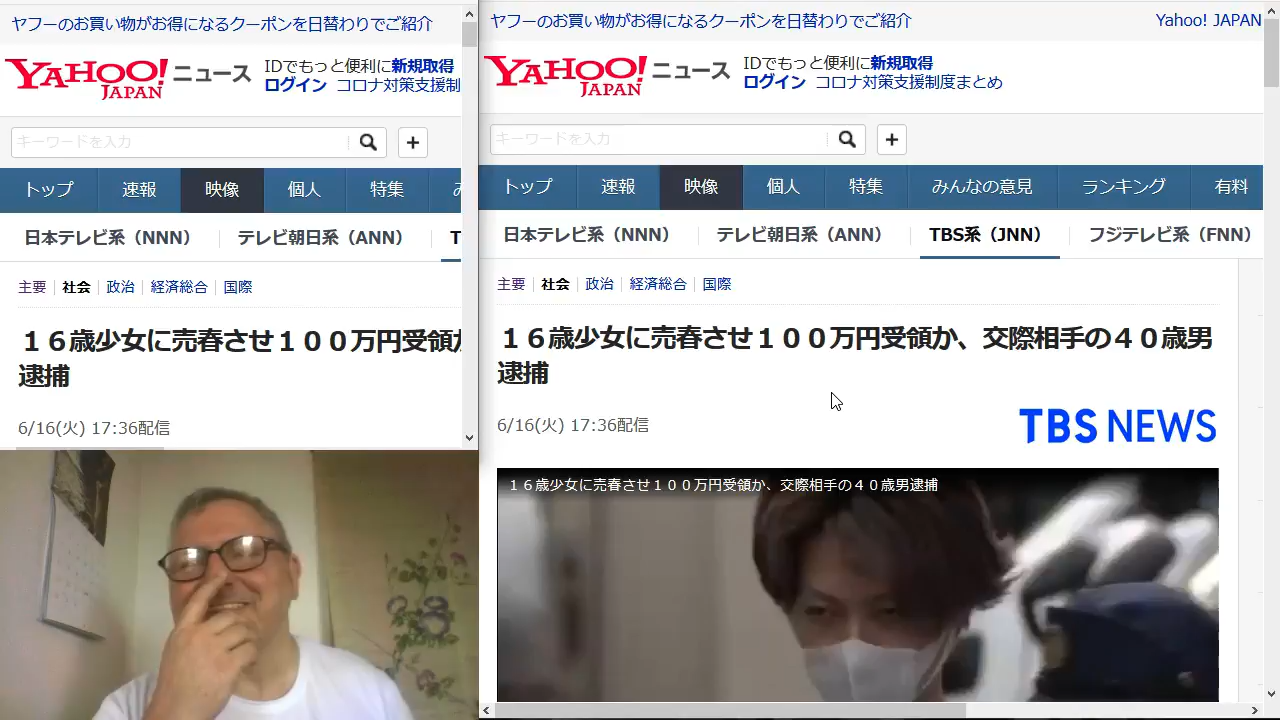 ヤフーのお買い物がお得になるクーポンを日替わりでご紹介
YAHOO! JAPAN ニュース
IDでもっと便利に新規取得
ログイン コロナ対策支援制
キーワードを入力
+
トップ 速報 映像 個人 特集
日本テレビ系（NNN） テレビ朝日系（ANN） T
主要 社会 政治 経済総合 国際
１６歳少女に売春させ１００万円受領か
逮捕
6/16(火) 17:36配信
ヤフーのお買い物がお得になるクーポンを日替わりでご紹介 Yahoo! JAPAN
YAHOO! JAPAN ニュース
IDでもっと便利に新規取得
ログイン コロナ対策支援制度まとめ
キーワードを入力
+
トップ 速報 映像 個人 特集 みんなの意見 ランキング 有料
日本テレビ系（NNN） テレビ朝日系（ANN） TBS系（JNN） フジテレビ系（FNN）
主要 社会 政治 経済総合 国際
１６歳少女に売春させ１００万円受領か、交際相手の４０歳男
逮捕
6/16(火) 17:36配信
TBS NEWS
１６歳少女に売春させ１００万円受領か、交際相手の４０歳男逮捕